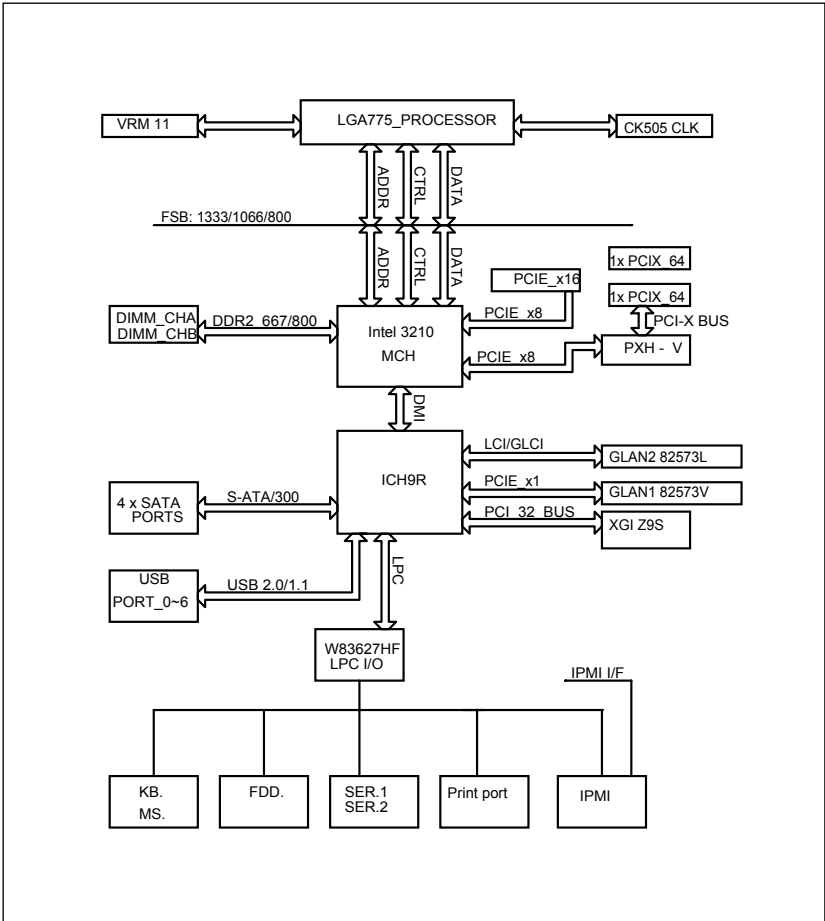 LGA775_PROCESSOR
VRM 11
CK505 CLK
ADDR
CTRL
DATA
FSB: 1333/1066/800
ADDR
CTRL
DATA
1x PCIX_64
PCIE_x16
1x PCIX_64
DIMM_CHA
DIMM_CHB
DDR2_667/800
Intel 3210
MCH
PCIE_x8
PCI-X BUS
PCIE_x8
PXH - V
DMI
LCI/GLCI
GLAN2 82573L
ICH9R
4 x SATA
PORTS
S-ATA/300
PCIE_x1
GLAN1 82573V
PCI_32_BUS
XGI Z9S
USB
PORT_0~6
USB 2.0/1.1
LPC
W83627HF
LPC I/O
IPMI I/F
KB.
MS.
FDD.
SER.1
SER.2
Print port
IPMI